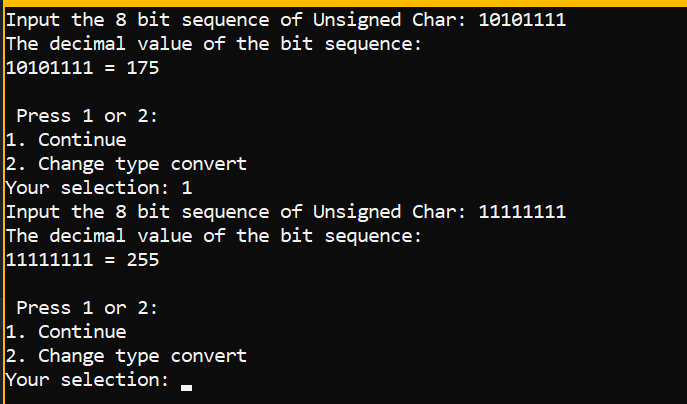 Input the 8 bit sequence of Unsigned Char: 10101111
The decimal value of the bit sequence:
10101111 = 175
Press 1 or 2:
1. Continue
2. Change type convert
Your selection: 1
Input the 8 bit sequence of Unsigned Char: 11111111
The decimal value of the bit sequence:
11111111 = 255
Press 1 or 2:
1. Continue
2. Change type convert
Your selection: